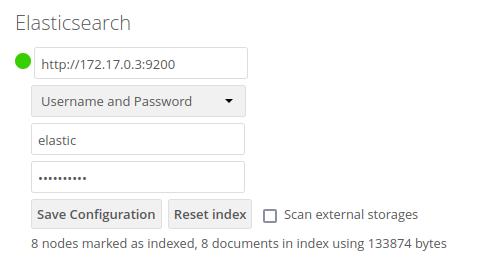 Elasticsearch
http://172.17.0.3:9200
Username and Password
elastic
••••••••••
Save Configuration Reset index Scan external storages
8 nodes marked as indexed, 8 documents in index using 133874 bytes